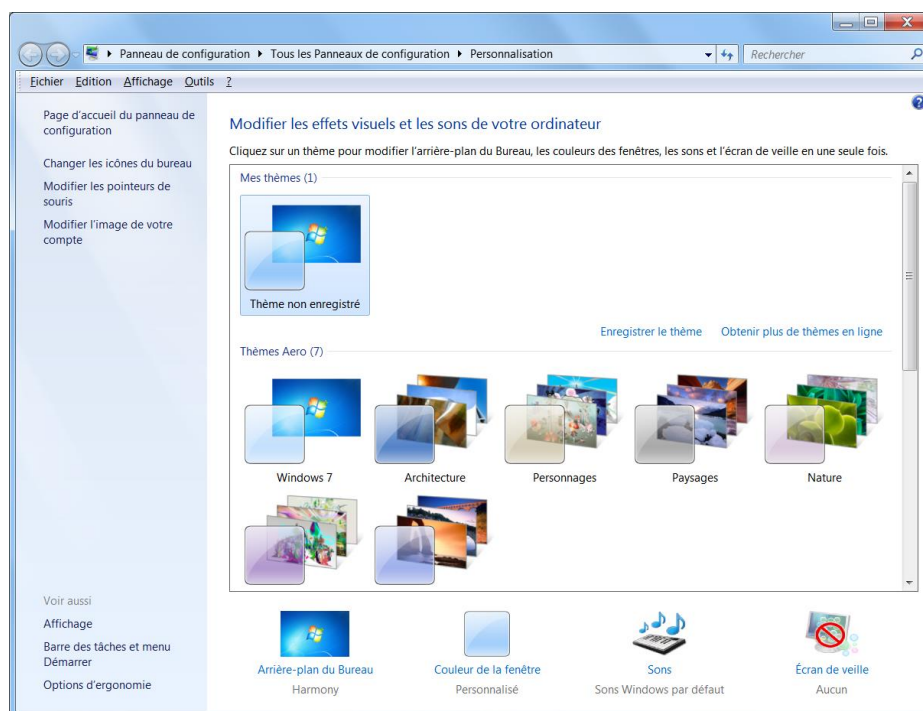 Panneau de configuration Tous les Panneaux de configuration Personnalisation
Rechercher
Fichier Edition Affichage Outils ?
Page d'accueil du panneau de
configuration
Changer les icônes du bureau
Modifier les pointeurs de
souris
Modifier l'image de votre
compte
Modifier les effets visuels et les sons de votre ordinateur
Cliquez sur un thème pour modifier l'arrière-plan du Bureau, les couleurs des fenêtres, les sons et l'écran de veille en une seule fois.
Mes thèmes (1)
Thème non enregistré
Enregistrer le thème Obtenir plus de thèmes en ligne
Thèmes Aero (7)
Windows 7 Architecture Personnages Paysages Nature
Voir aussi
Affichage
Barre des tâches et menu
Démarrer
Options d'ergonomie
Arrière-plan du Bureau
Harmony
Couleur de la fenêtre
Personnalisé
Sons
Sons Windows par défaut
Écran de veille
Aucun